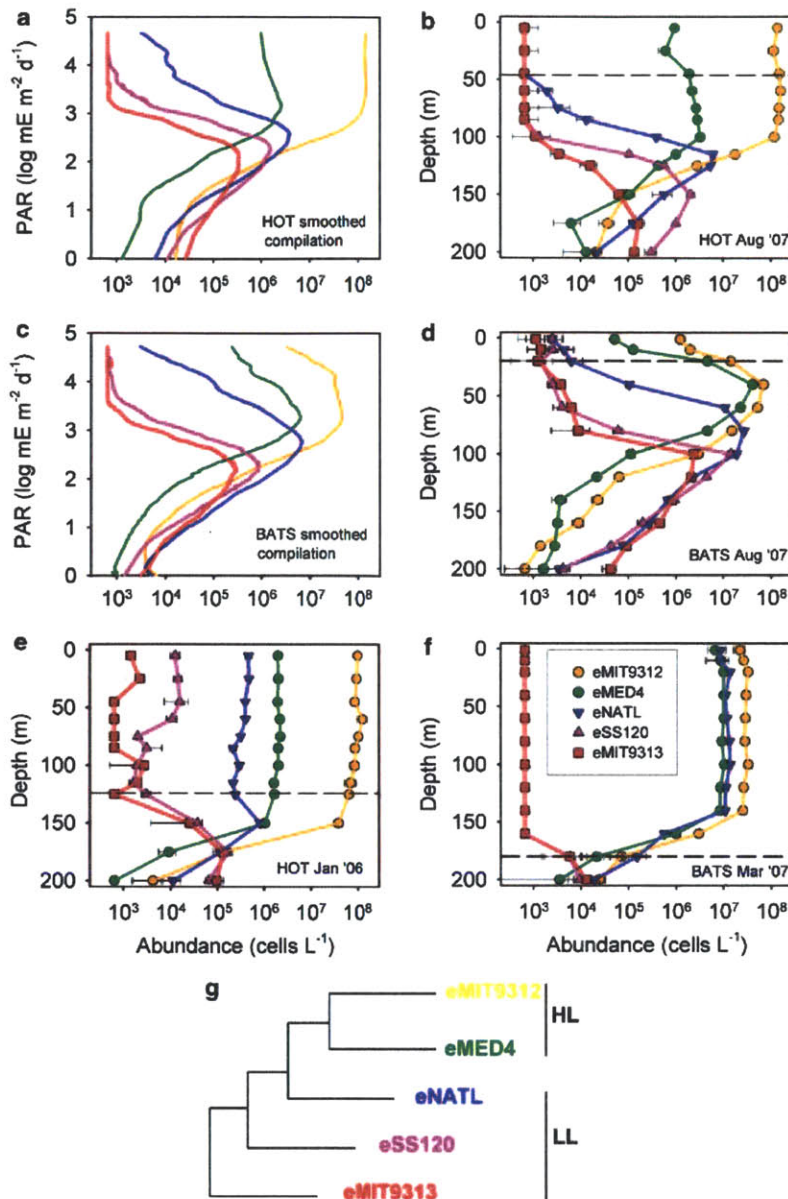 a
5
4
3
2
1
0
PAR (log mE m⁻² d⁻¹)
HOT smoothed
compilation
10³ 10⁴ 10⁵ 10⁶ 10⁷ 10⁸
b
0
50
100
150
200
Depth (m)
HOT Aug '07
10³ 10⁴ 10⁵ 10⁶ 10⁷ 10⁸
c
5
4
3
2
1
0
PAR (log mE m⁻² d⁻¹)
BATS smoothed
compilation
10³ 10⁴ 10⁵ 10⁶ 10⁷ 10⁸
d
0
50
100
150
200
Depth (m)
BATS Aug '07
10³ 10⁴ 10⁵ 10⁶ 10⁷ 10⁸
e
0
50
100
150
200
Depth (m)
HOT Jan '06
10³ 10⁴ 10⁵ 10⁶ 10⁷ 10⁸
Abundance (cells L⁻¹)
f
0
50
100
150
200
Depth (m)
eMIT9312
eMED4
eNATL
eSS120
eMIT9313
BATS Mar '07
10³ 10⁴ 10⁵ 10⁶ 10⁷ 10⁸
Abundance (cells L⁻¹)
g
eMIT9312
HL
eMED4
eNATL
eSS120
LL
eMIT9313